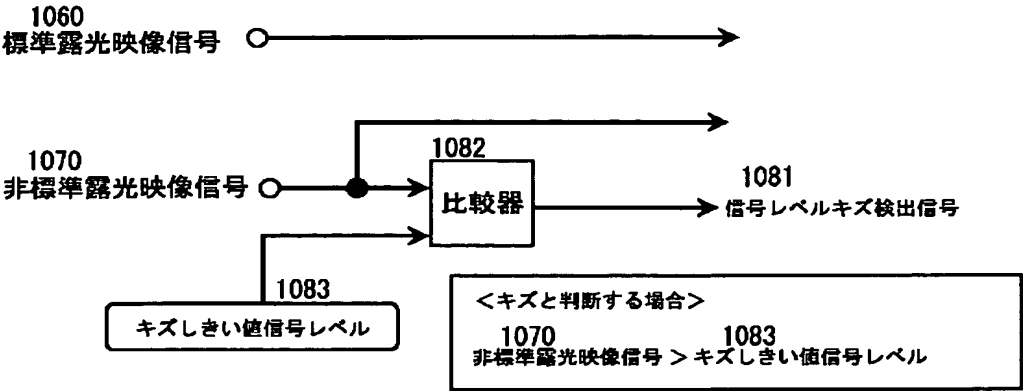 1060
標準露光映像信号
1070
非標準露光映像信号
1082
比較器
1081
信号レベルキズ検出信号
1083
キズしきい値信号レベル
＜キズと判断する場合＞
1070 1083
非標準露光映像信号＞キズしきい値信号レベル